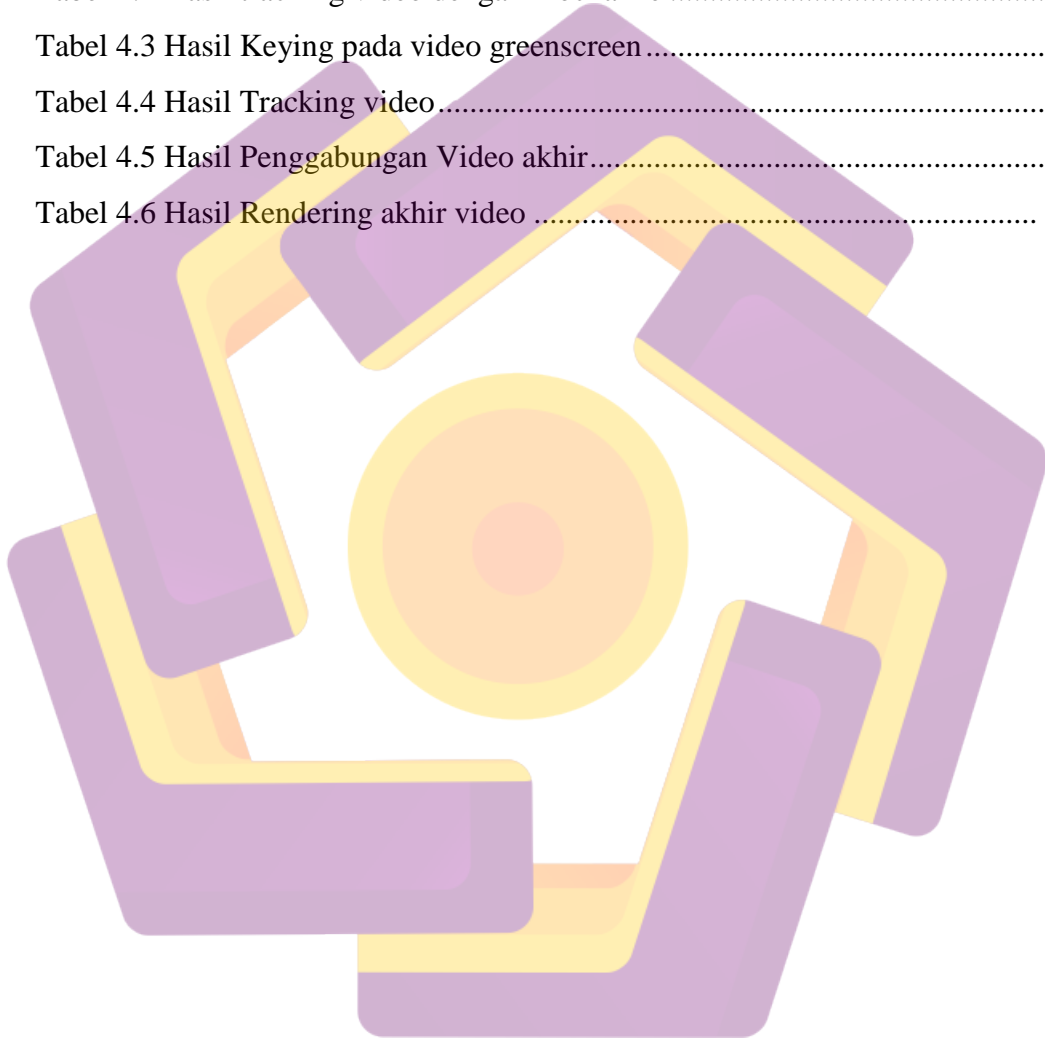 Tabel 4.3 Hasil Keying pada video greenscreen..................................................
Tabel 4.4 Hasil Tracking video...........................................................................
Tabel 4.5 Hasil Penggabungan Video akhir........................................................
Tabel 4.6 Hasil Rendering akhir video ...............................................................